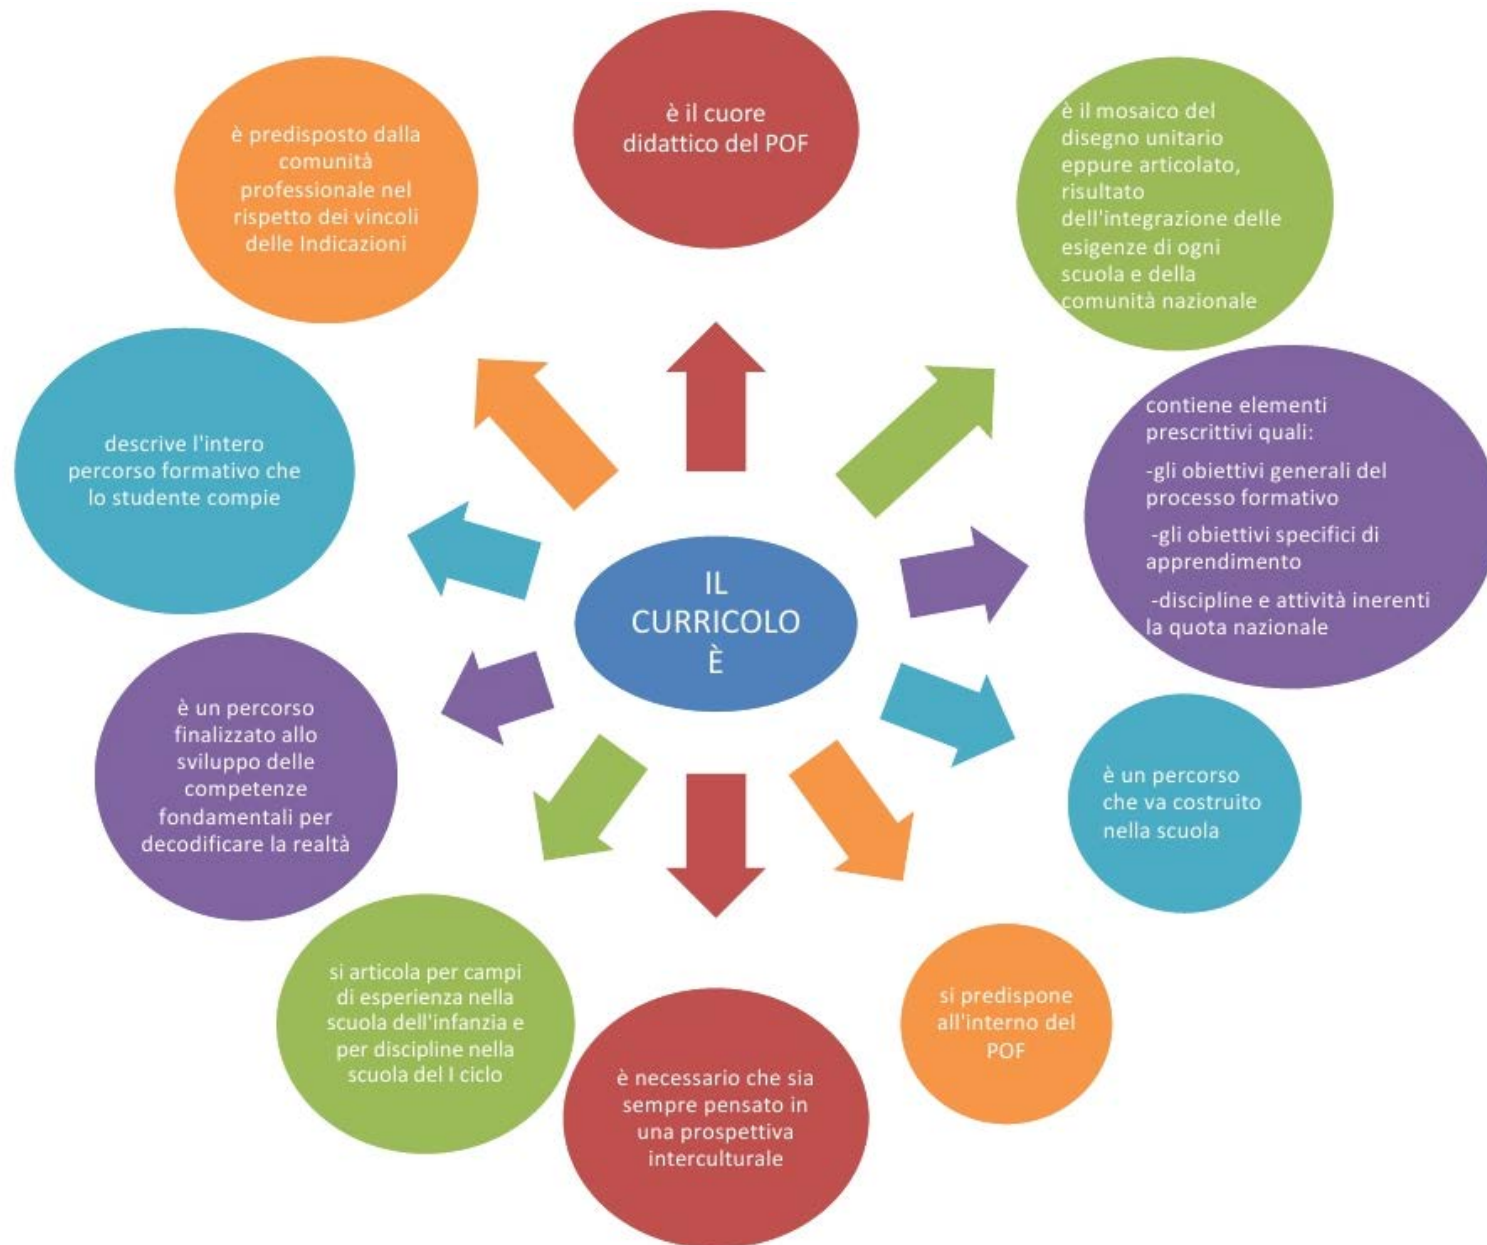 è il cuore
didattico del POF
è il mosaico del
disegno unitario
eppure articolato,
risultato
dell'integrazione delle
esigenze di ogni
scuola e della
comunità nazionale
contiene elementi
prescrittivi quali:
-gli obiettivi generali del
processo formativo
-gli obiettivi specifici di
apprendimento
-discipline e attività inerenti
la quota nazionale
è un percorso
che va costruito
nella scuola
si predispone
all'interno del
POF
è necessario che sia
sempre pensato in
una prospettiva
interculturale
si articola per campi
di esperienza nella
scuola dell'infanzia e
per discipline nella
scuola del I ciclo
è un percorso
finalizzato allo
sviluppo delle
competenze
fondamentali per
decodificare la realtà
descrive l'intero
percorso formativo che
lo studente compie
è predisposto dalla
comunità
professionale nel
rispetto dei vincoli
delle Indicazioni
IL
CURRICOLO
È